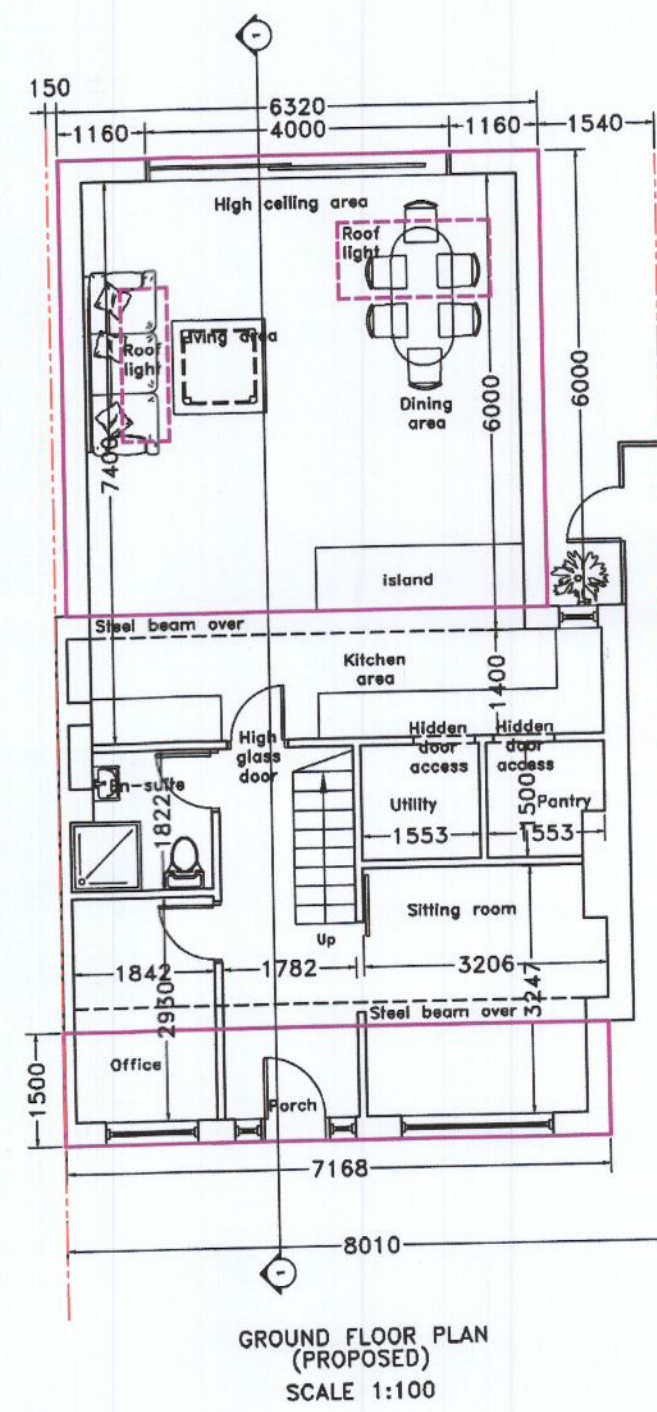 1
150
6320
1160
4000
1160
1540
High ceiling area
Roof
light
Roof
light
Living area
Dining
area
6000
6000
7400
island
Steel beam over
Kitchen
area
1400
High
glass
door
Hidden
door
access
Hidden
door
access
En-suite
1822
Utility
1553
1500
Pantry
1553
Up
Sitting room
1842
1782
3206
3247
2930
Steel beam over
Office
Porch
1500
7168
8010
1
GROUND FLOOR PLAN
(PROPOSED)
SCALE 1:100